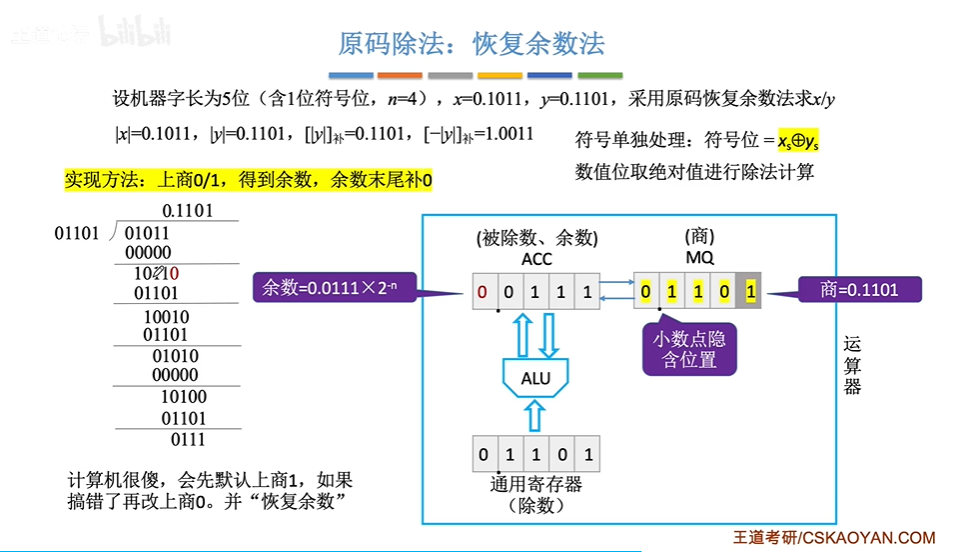 bilibili
原码除法：恢复余数法
设机器字长为5位（含1位符号位，n=4），x=0.1011，y=0.1101，采用原码恢复余数法求x/y
|x|=0.1011，|y|=0.1101，[|y|]补=0.1101，[−|y|]补=1.0011
符号单独处理：符号位 = xs⊕ys
数值位取绝对值进行除法计算
实现方法：上商0/1，得到余数，余数末尾补0
0.1101
01101 01011
00000
10110
01101
10010
01101
01010
00000
10100
01101
0111
计算机很傻，会先默认上商1，如果
搞错了再改上商0。并“恢复余数”
(被除数、余数)
ACC
(商)
MQ
余数=0.0111×2-n
0 0 1 1 1
0 1 1 0 1
商=0.1101
小数点隐
含位置
ALU
0 1 1 0 1
通用寄存器
（除数）
运算器
王道考研/CSKAOYAN.COM